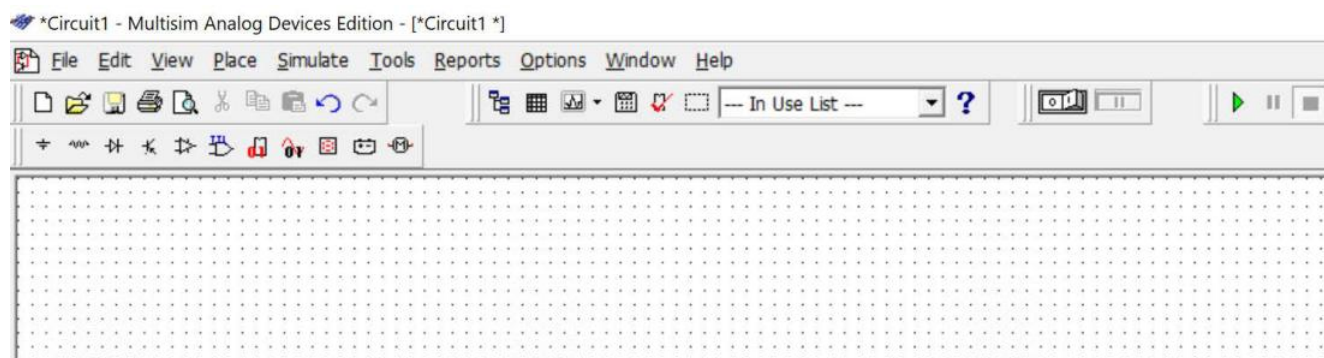 *Circuit1 - Multisim Analog Devices Edition - [*Circuit1 *]
File Edit View Place Simulate Tools Reports Options Window Help
--- In Use List --- ?